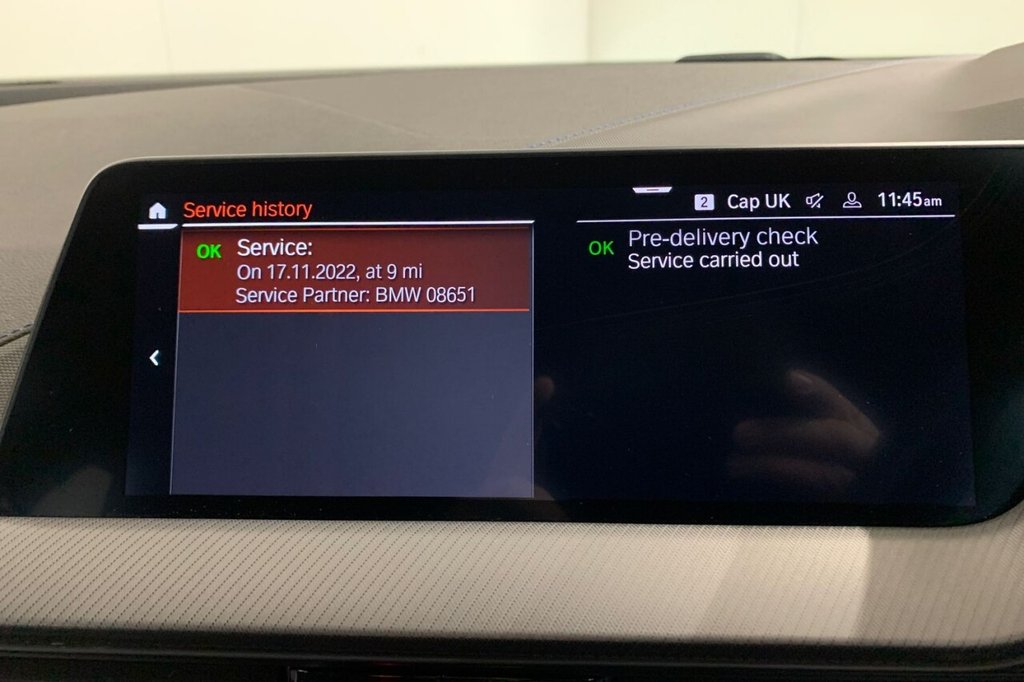 2 Cap UK 11:45am
Service history
OK Service:
On 17.11.2022, at 9 mi
Service Partner: BMW 08651
OK Pre-delivery check
Service carried out